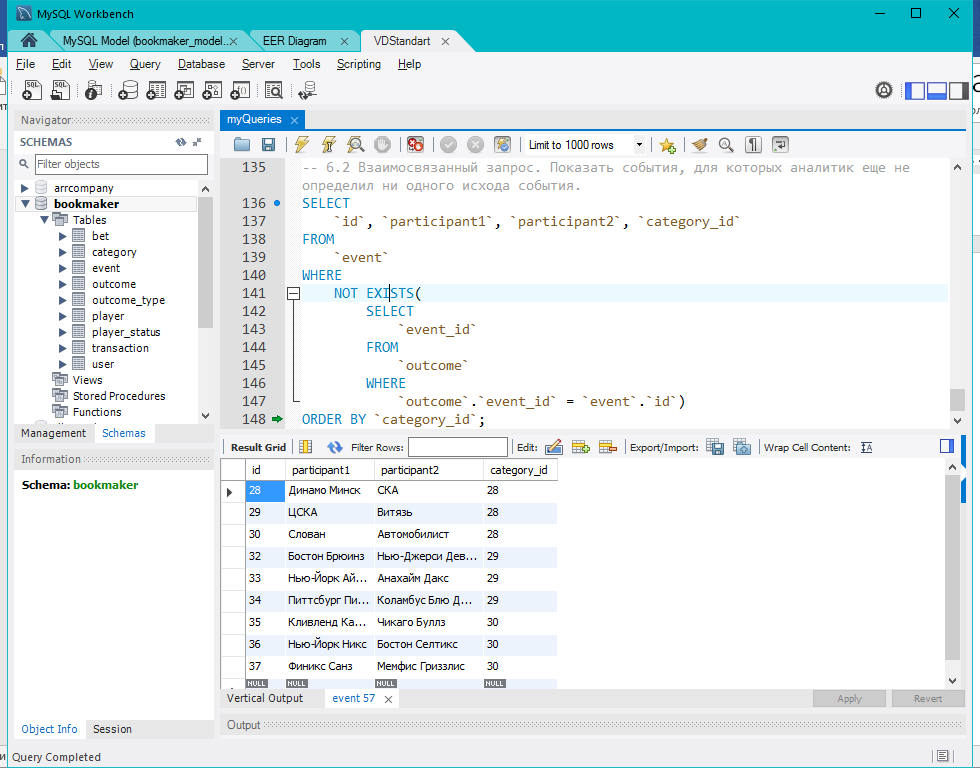 MySQL Workbench
MySQL Model (bookmaker_model.. × EER Diagram × VDStandart ×
File Edit View Query Database Server Tools Scripting Help
Navigator
SCHEMAS
Filter objects
arrcompany
bookmaker
Tables
bet
category
event
outcome
outcome_type
player
player_status
transaction
user
Views
Stored Procedures
Functions
Management Schemas
Information
Schema: bookmaker
Object Info Session
myQueries ×
Limit to 1000 rows
135 -- 6.2 Взаимосвязанный запрос. Показать события, для которых аналитик еще не
определил ни одного исхода события.
136 SELECT
137 `id`, `participant1`, `participant2`, `category_id`
138 FROM
139 `event`
140 WHERE
141 NOT EXISTS(
142 SELECT
143 `event_id`
144 FROM
145 `outcome`
146 WHERE
147 `outcome`.`event_id` = `event`.`id`)
148 ORDER BY `category_id`;
Result Grid Filter Rows: Edit: Export/Import: Wrap Cell Content:
id participant1 participant2 category_id
28 Динамо Минск СКА 28
29 ЦСКА Витязь 28
30 Слован Автомобилист 28
32 Бостон Брюинз Нью-Джерси Дев... 29
33 Нью-Йорк Ай... Анахайм Дакс 29
34 Питтсбург Пи... Коламбус Блю Д... 29
35 Кливленд Ка... Чикаго Буллз 30
36 Нью-Йорк Никс Бостон Селтикс 30
37 Финикс Санз Мемфис Гриззлис 30
NULL NULL NULL NULL
Vertical Output event 57 × Apply Revert
Output
Query Completed